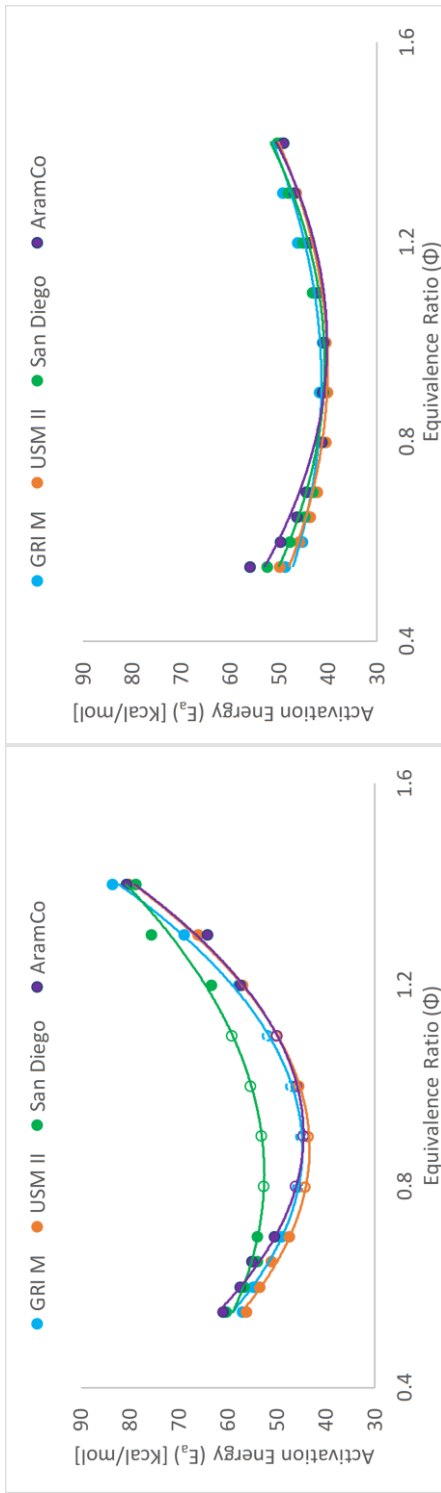 GRI M USM II San Diego AramCo
90
80
70
60
50
40
30
Activation Energy (Eₐ) [Kcal/mol]
0.4 0.8 1.2 1.6
Equivalence Ratio (Φ)
GRI M USM II San Diego AramCo
90
80
70
60
50
40
30
Activation Energy (Eₐ) [Kcal/mol]
0.4 0.8 1.2 1.6
Equivalence Ratio (Φ)